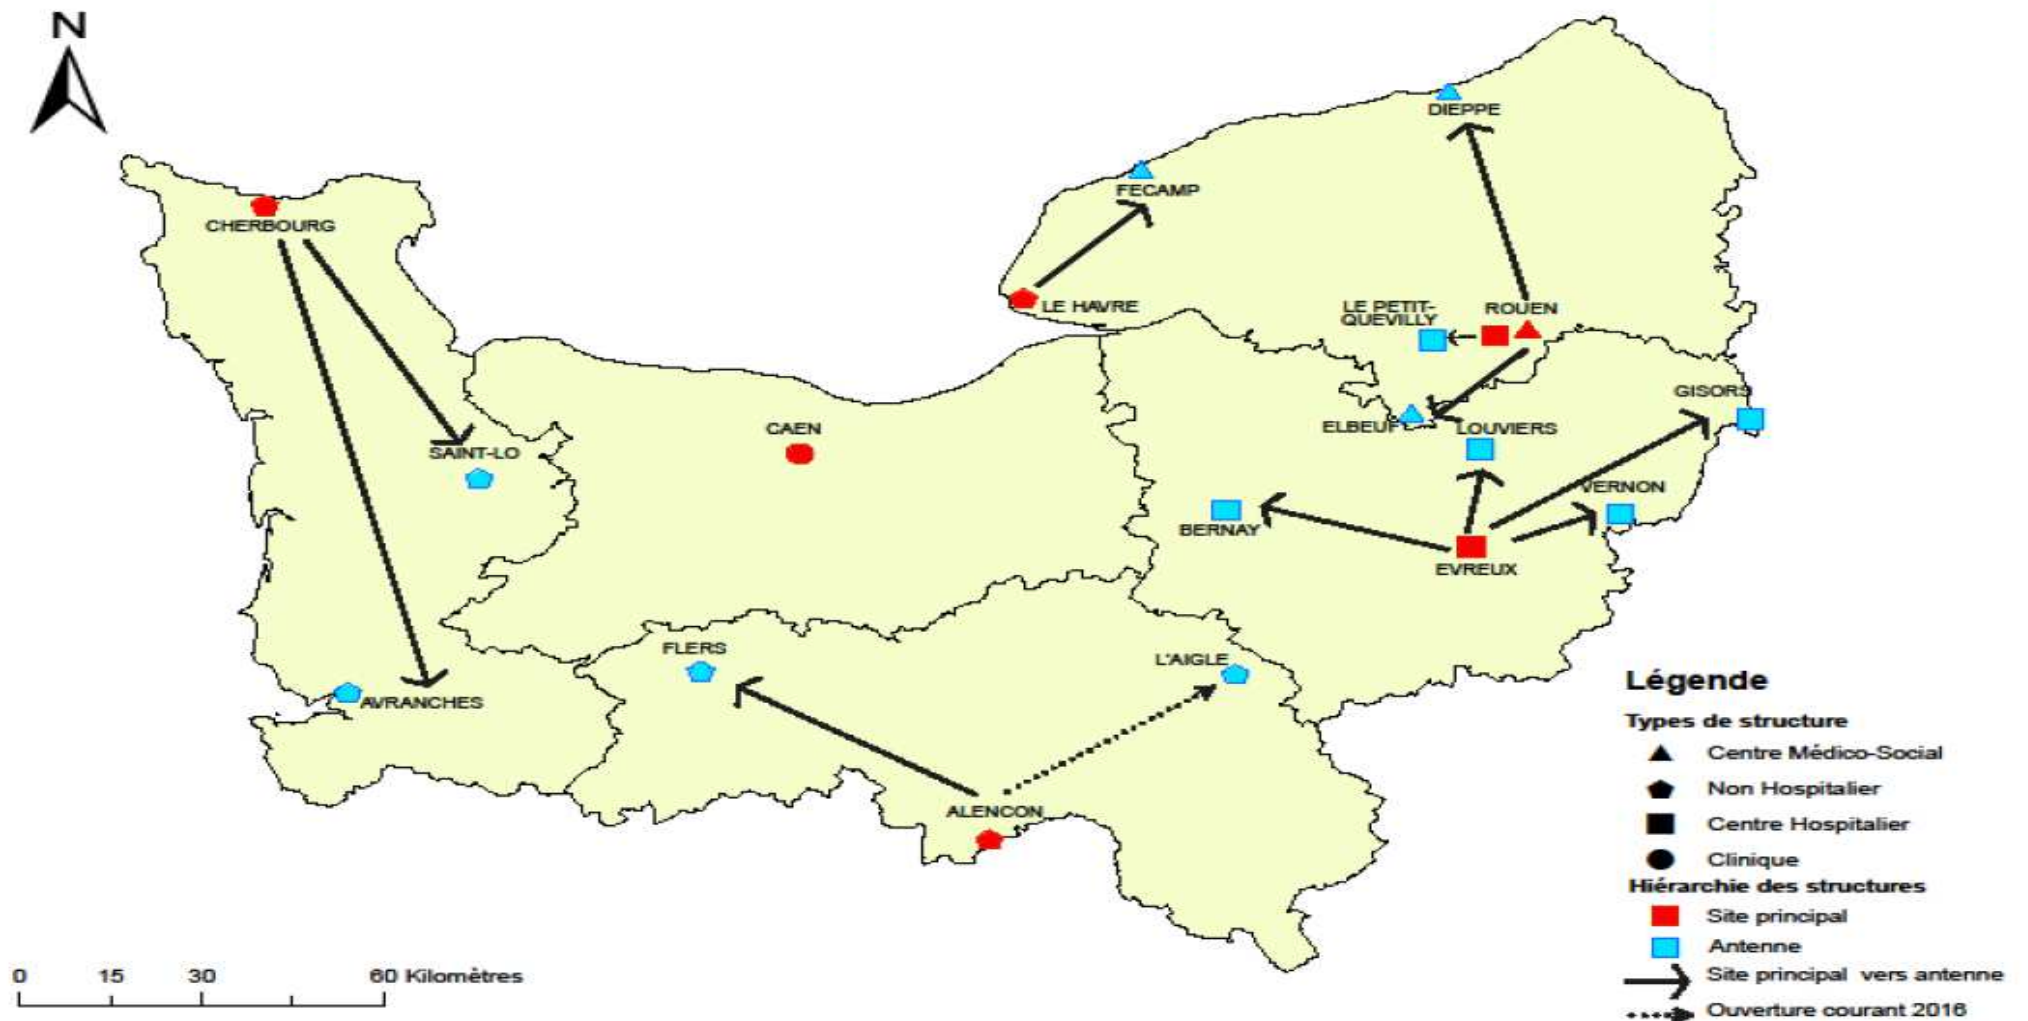 N
DIEPPE
FECAMP
CHERBOURG
LE HAVRE
LE PETIT-
QUEVILLY
ROUEN
GISORS
CAEN
ELBEUF
LOUVIERS
SAINT-LO
VERNON
BERNAY
EVREUX
FLERS
L'AIGLE
AVRANCHES
ALENCON
Légende
Types de structure
Centre Médico-Social
Non Hospitalier
Centre Hospitalier
Clinique
Hiérarchie des structures
Site principal
Antenne
Site principal vers antenne
Ouverture courant 2016
0 15 30 60 Kilomètres